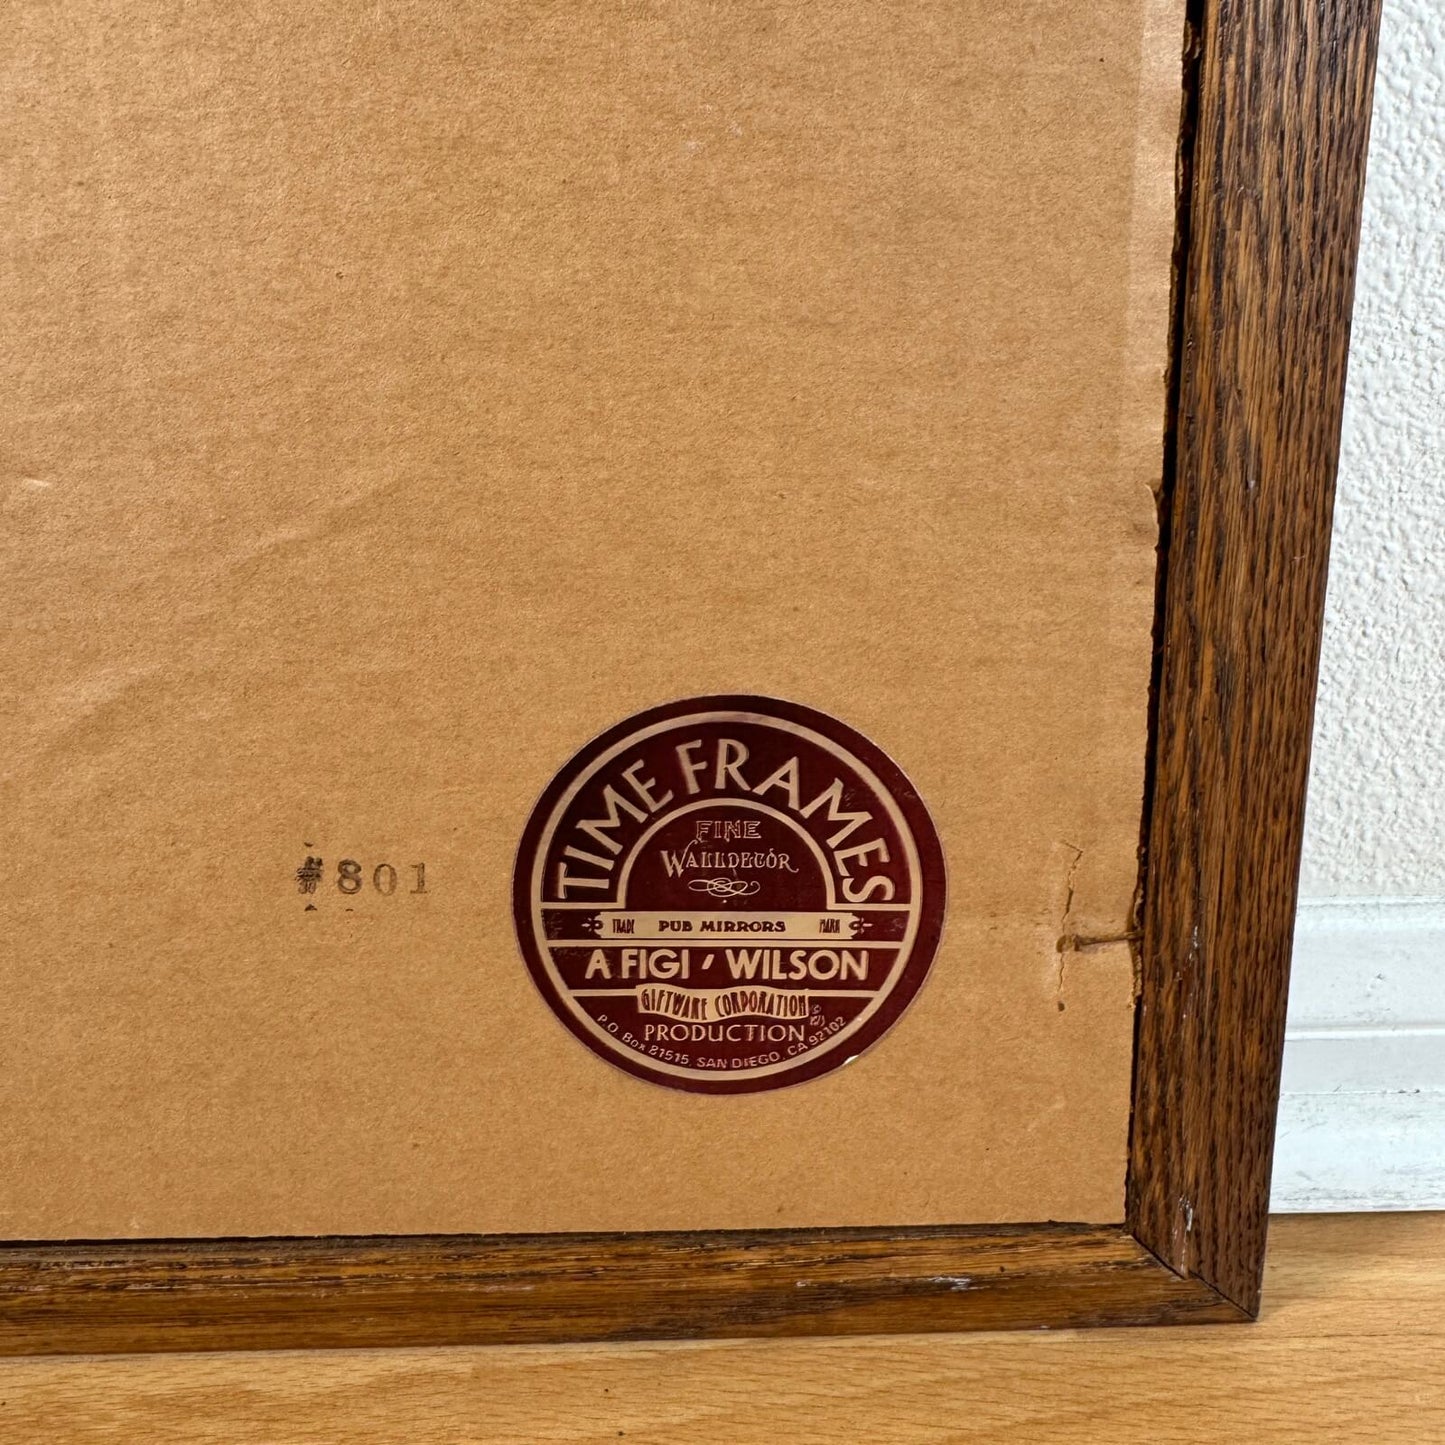 TIME FRAMES
FINE
WALLDECÓR
TRADE PUB MIRRORS MARK
#801
A FIGI / WILSON
GIFTWARE CORPORATION
PRODUCTION
P.O. Box 81515, SAN DIEGO, CA 92102